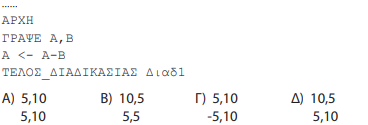 ……
ΑΡΧΗ
ΓΡΑΨΕ Α,Β
Α <- Α-Β
ΤΕΛΟΣ_ΔΙΑΔΙΚΑΣΙΑΣ Διαδ1
Α) 5,10 Β) 10,5 Γ) 5,10 Δ) 10,5
5,10 5,5 -5,10 5,10